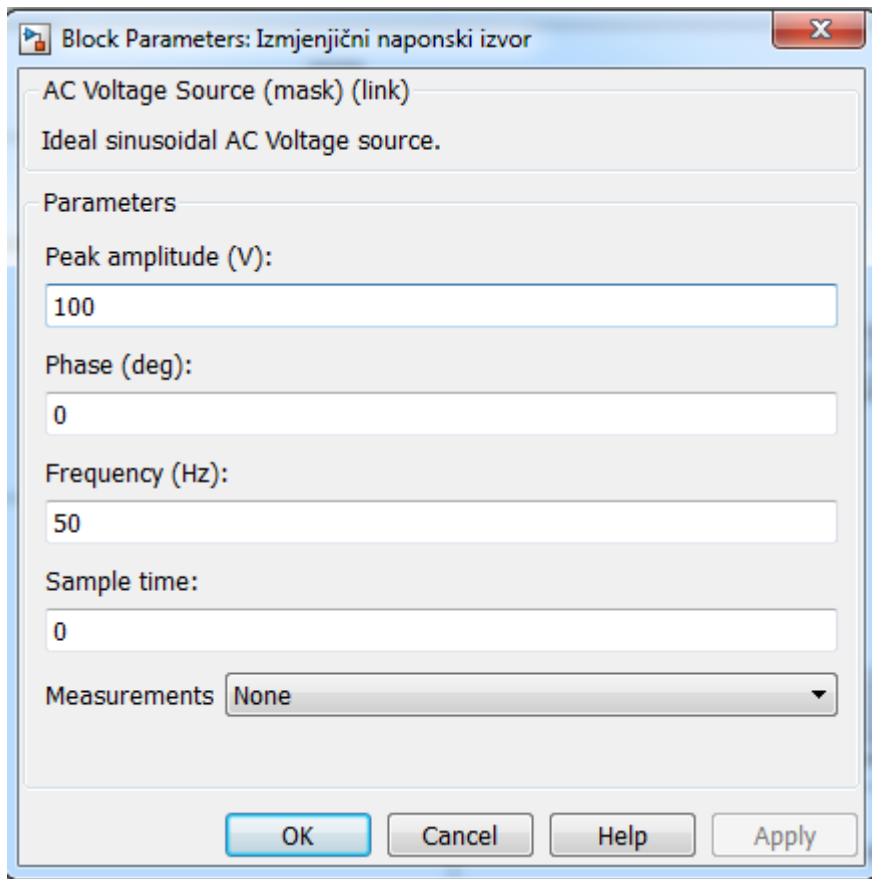 Block Parameters: Izmjenični naponski izvor
AC Voltage Source (mask) (link)
Ideal sinusoidal AC Voltage source.
Parameters
Peak amplitude (V):
100
Phase (deg):
0
Frequency (Hz):
50
Sample time:
0
Measurements None
OK Cancel Help Apply